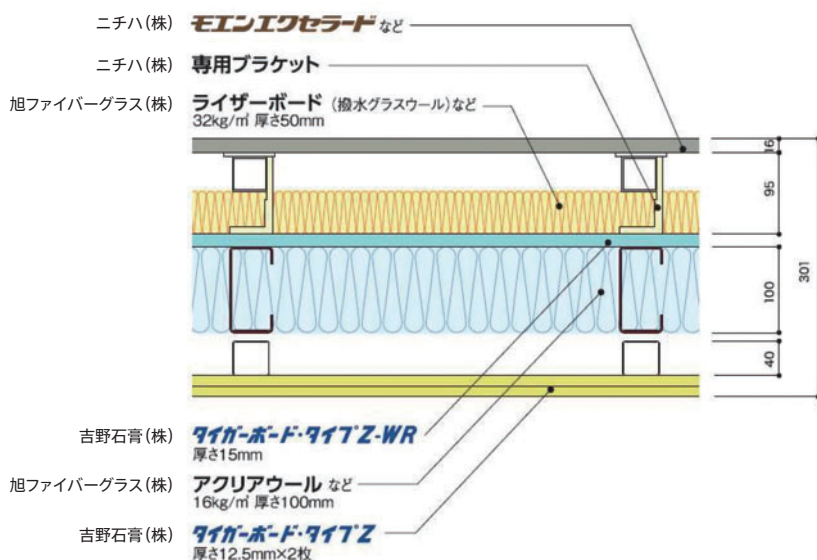 ニチハ(株) モエンエクセラード など
ニチハ(株) 専用ブラケット
旭ファイバーグラス(株) ライザーボード (撥水グラスウール)など
32kg/㎥ 厚さ50mm
16
95
100
40
301
吉野石膏(株) タイガーボード・タイプZ-WR
厚さ15mm
旭ファイバーグラス(株) アクリアウール など
16kg/㎥ 厚さ100mm
吉野石膏(株) タイガーボード・タイプZ
厚さ12.5mm×2枚